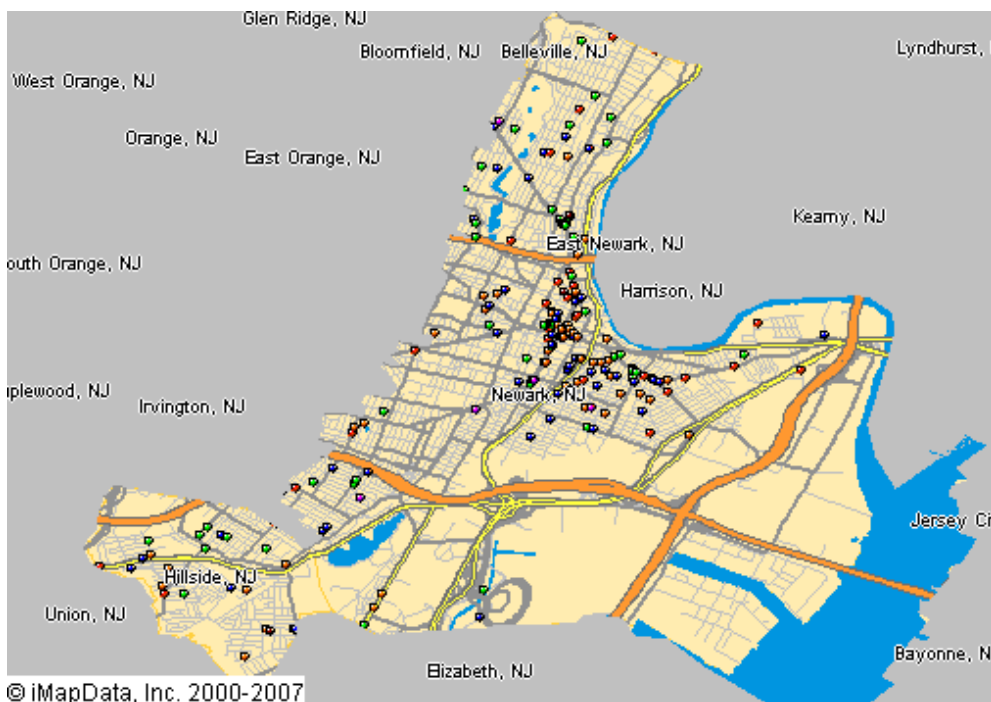 Glen Ridge, NJ
Bloomfield, NJ
Belleville, NJ
Lyndhurst,
West Orange, NJ
Orange, NJ
East Orange, NJ
Kearny, NJ
East Newark, NJ
outh Orange, NJ
Harrison, NJ
plewood, NJ
Irvington, NJ
Newark, NJ
Jersey Ci
Hillside, NJ
Union, NJ
Bayonne, N
Elizabeth, NJ
© iMapData, Inc. 2000-2007